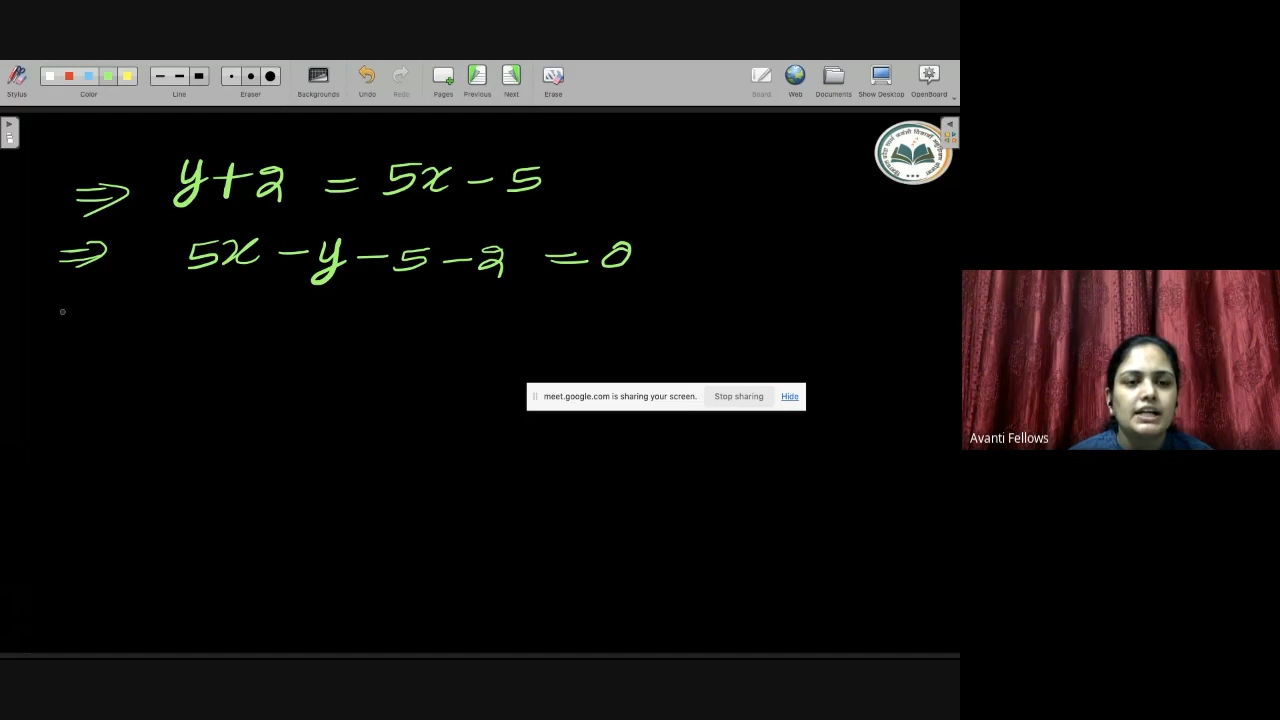 Stylus Color Line Eraser Backgrounds Undo Redo Pages Previous Next Erase Board Web Documents Show Desktop OpenBoard
⇒ y+2 = 5x - 5
⇒ 5x - y - 5 - 2 = 0
meet.google.com is sharing your screen. Stop sharing Hide
Avanti Fellows